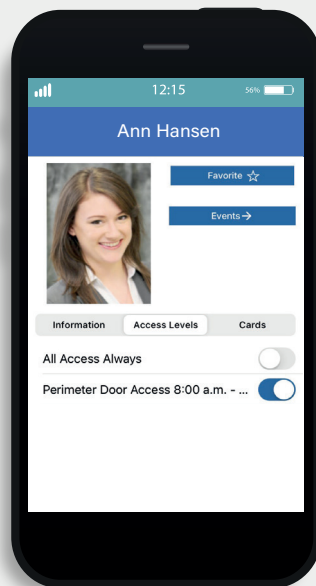 12:15
56%
Ann Hansen
Favorite ☆
Events →
Information Access Levels Cards
All Access Always
Perimeter Door Access 8:00 a.m. - ...